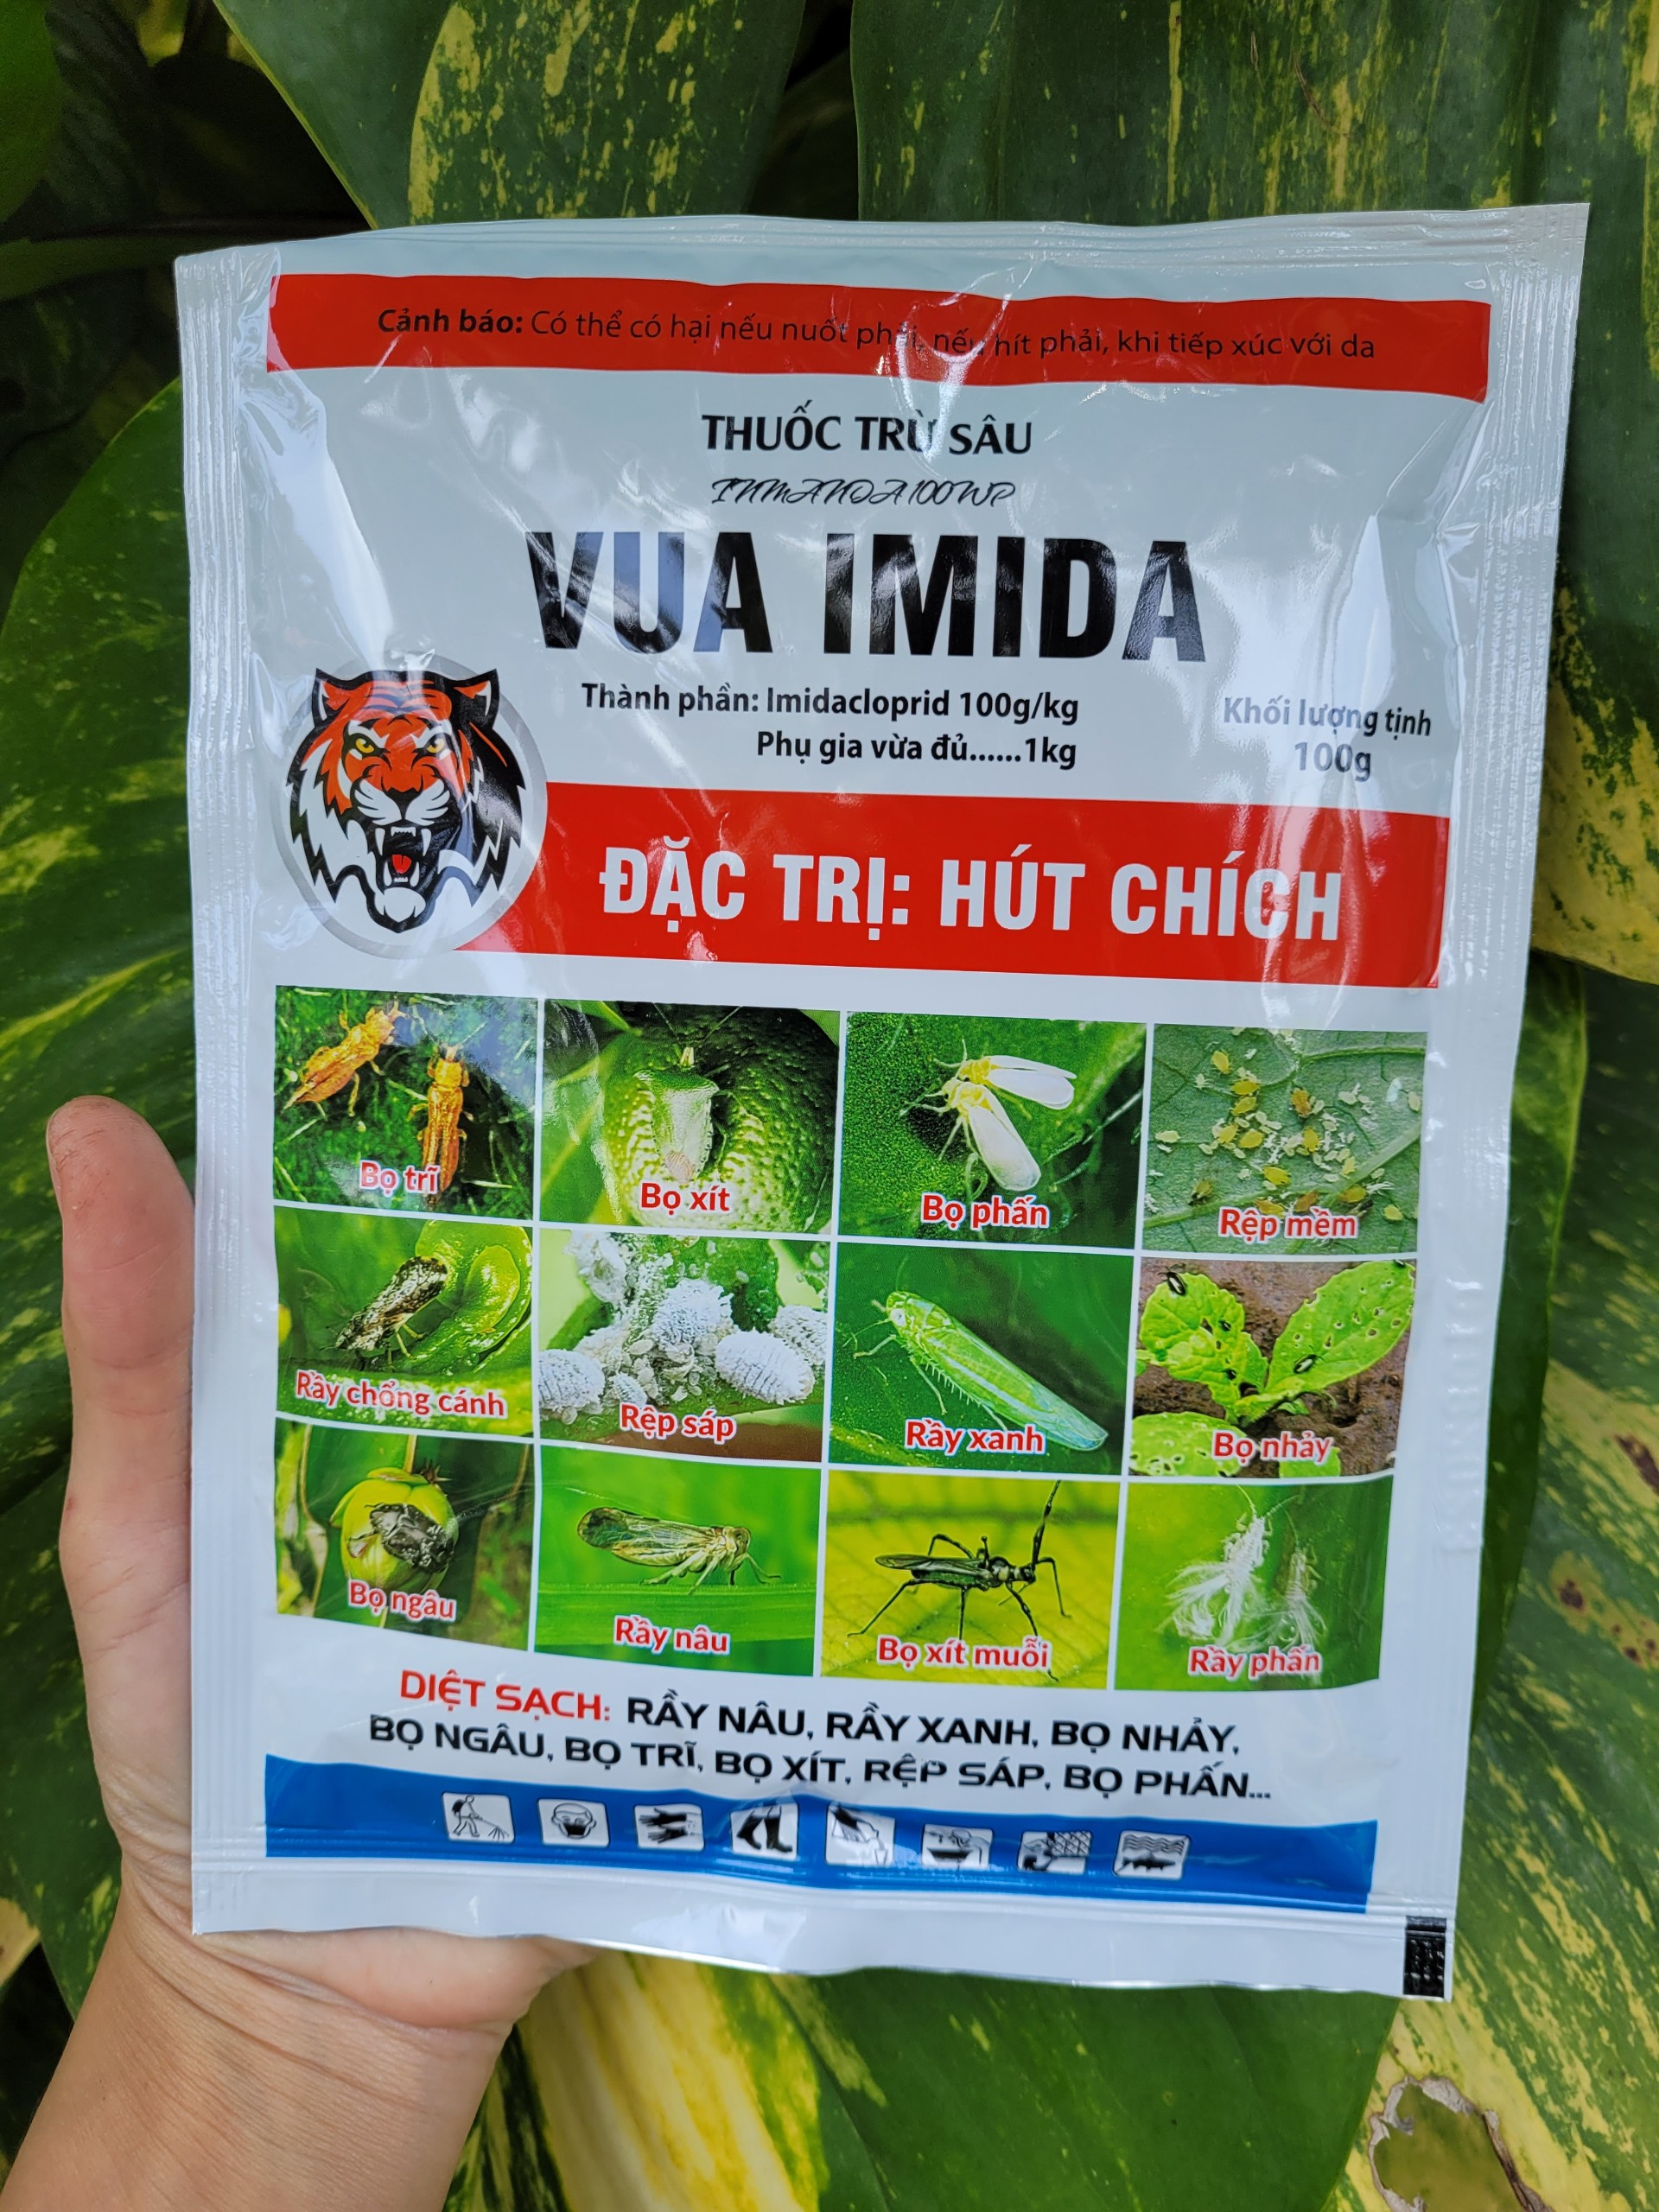 Cảnh báo: Có thể có hại nếu nuốt phải, nếu hít phải, khi tiếp xúc với da
THUỐC TRỪ SÂU
INMANDA 100WP
VUA IMIDA
Thành phần: Imidacloprid 100g/kg
Phụ gia vừa đủ......1kg
Khối lượng tịnh
100g
ĐẶC TRỊ: HÚT CHÍCH
Bọ trĩ
Bọ xít
Bọ phấn
Rệp mềm
Rầy chổng cánh
Rệp sáp
Rầy xanh
Bọ nhảy
Bọ ngâu
Rầy nâu
Bọ xít muỗi
Rầy phấn
DIỆT SẠCH: RẦY NÂU, RẦY XANH, BỌ NHẢY,
BỌ NGÂU, BỌ TRĨ, BỌ XÍT, RỆP SÁP, BỌ PHẤN...